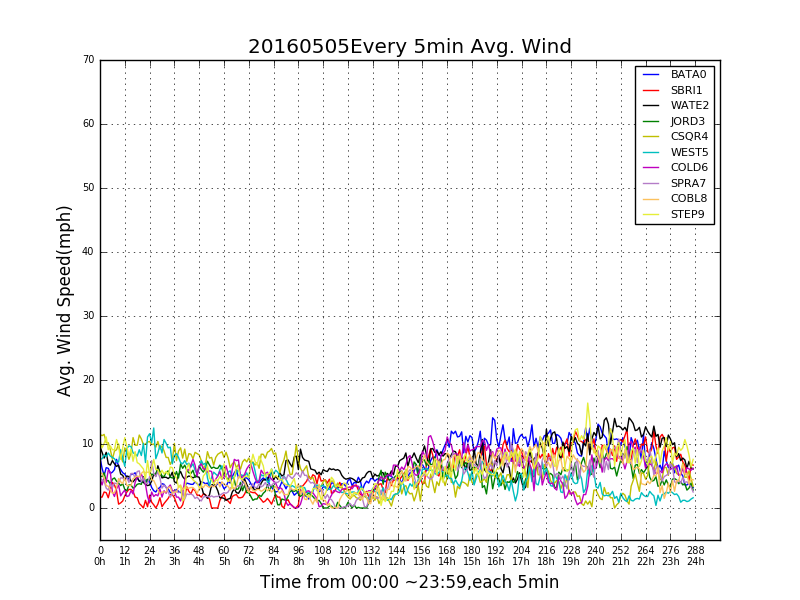 20160505Every 5min Avg. Wind
70
60
50
40
30
20
10
0
Avg. Wind Speed(mph)
BATA0
SBRI1
WATE2
JORD3
CSQR4
WEST5
COLD6
SPRA7
COBL8
STEP9
0 12 24 36 48 60 72 84 96 108 120 132 144 156 168 180 192 204 216 228 240 252 264 276 288
0h 1h 2h 3h 4h 5h 6h 7h 8h 9h 10h 11h 12h 13h 14h 15h 16h 17h 18h 19h 20h 21h 22h 23h 24h
Time from 00:00 ~23:59,each 5min